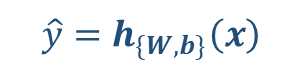 ŷ = h{W,b}(x)